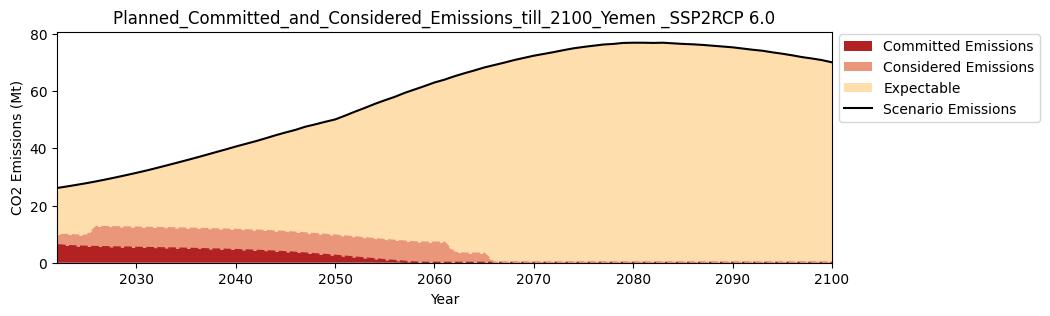 Planned_Committed_and_Considered_Emissions_till_2100_Yemen _SSP2RCP 6.0
80
60
40
20
0
CO2 Emissions (Mt)
2030 2040 2050 2060 2070 2080 2090 2100
Year
Committed Emissions
Considered Emissions
Expectable
Scenario Emissions